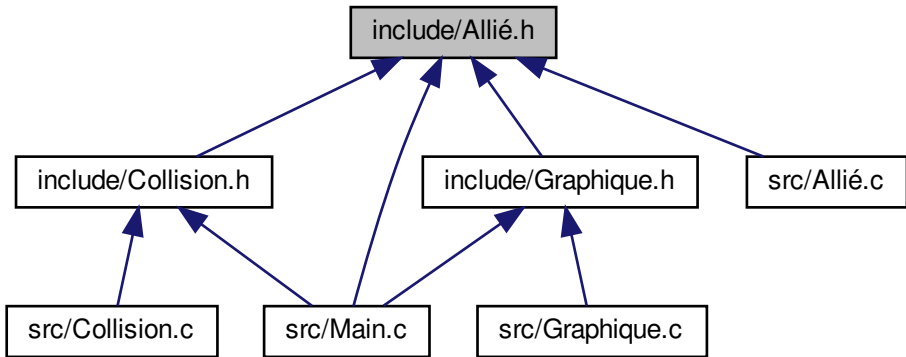 include/Allié.h
include/Collision.h
include/Graphique.h
src/Allié.c
src/Collision.c
src/Main.c
src/Graphique.c